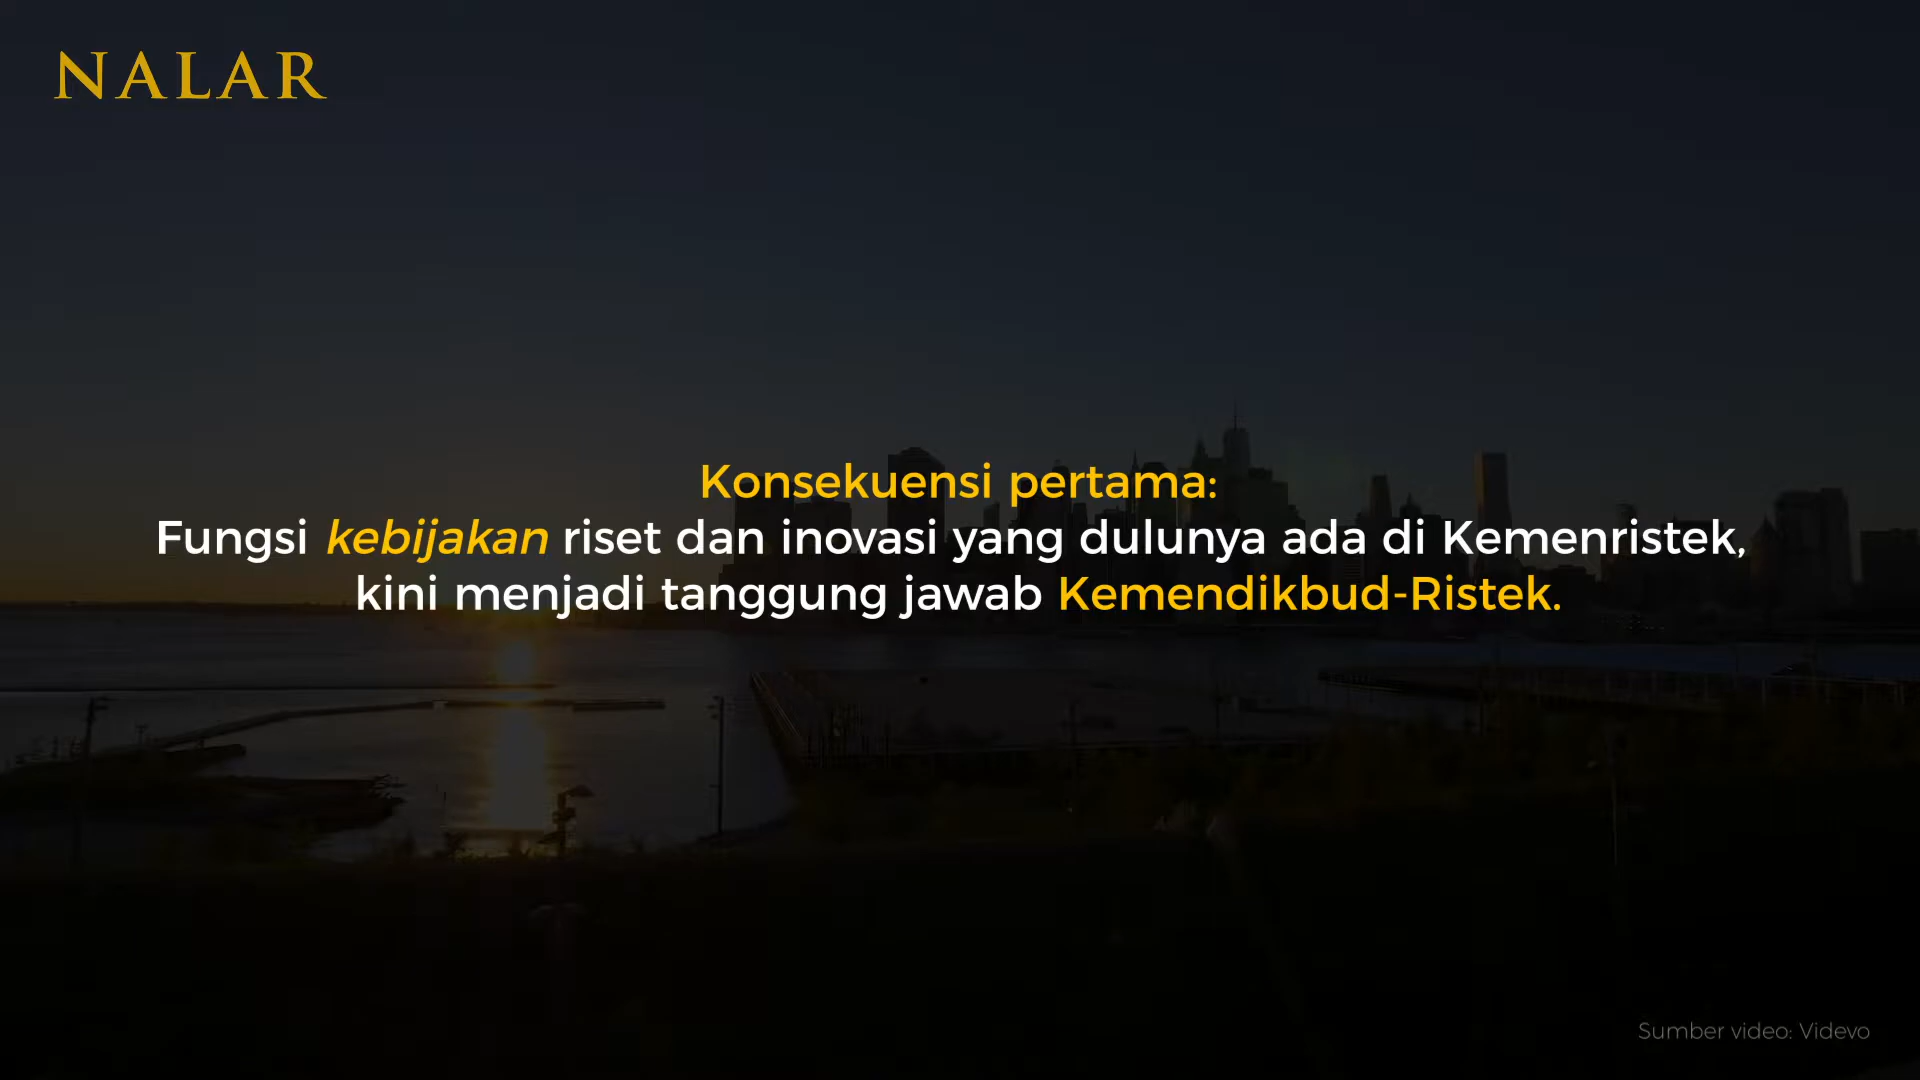 NALAR
Konsekuensi pertama:
Fungsi kebijakan riset dan inovasi yang dulunya ada di Kemenristek,
kini menjadi tanggung jawab Kemendikbud-Ristek.
Sumber video: Videvo